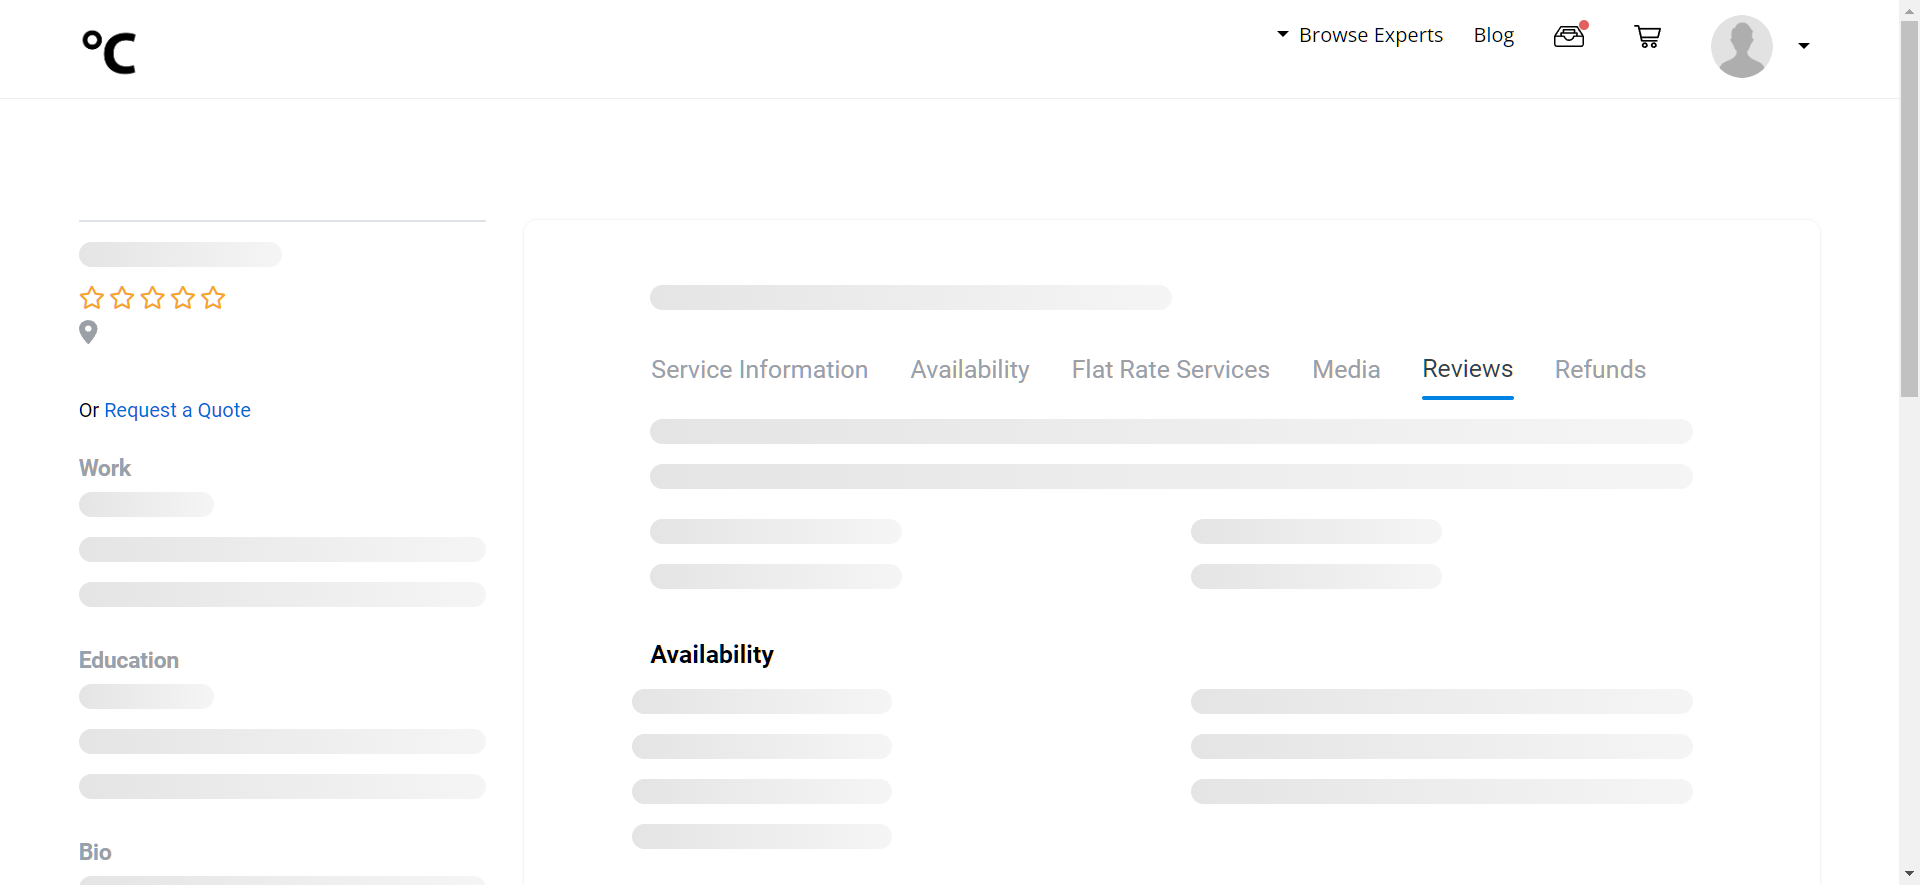 °C
Browse Experts Blog
Or Request a Quote
Work
Education
Bio
Service Information Availability Flat Rate Services Media Reviews Refunds
Availability